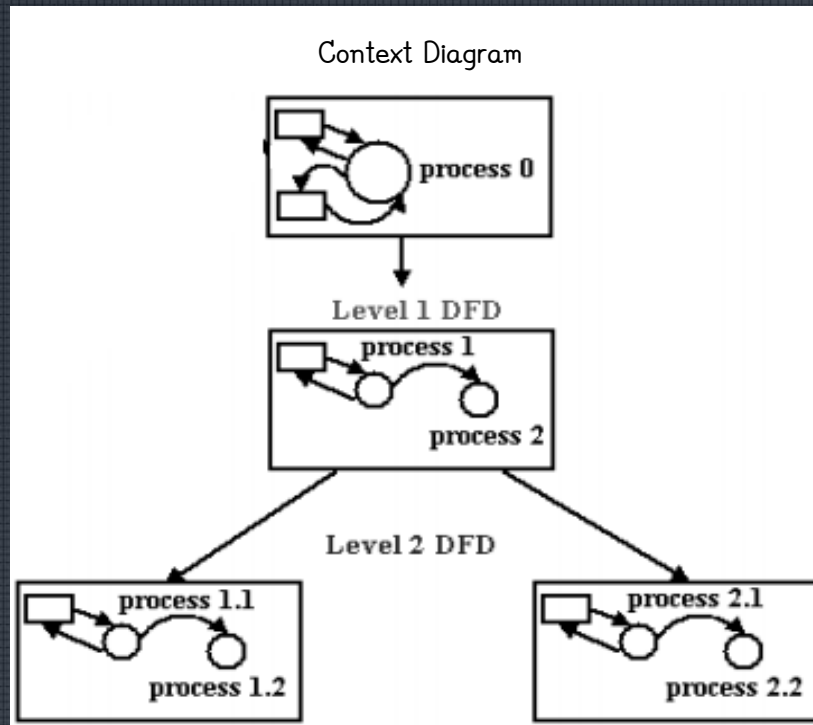 Context Diagram
process 0
Level 1 DFD
process 1
process 2
Level 2 DFD
process 1.1
process 1.2
process 2.1
process 2.2